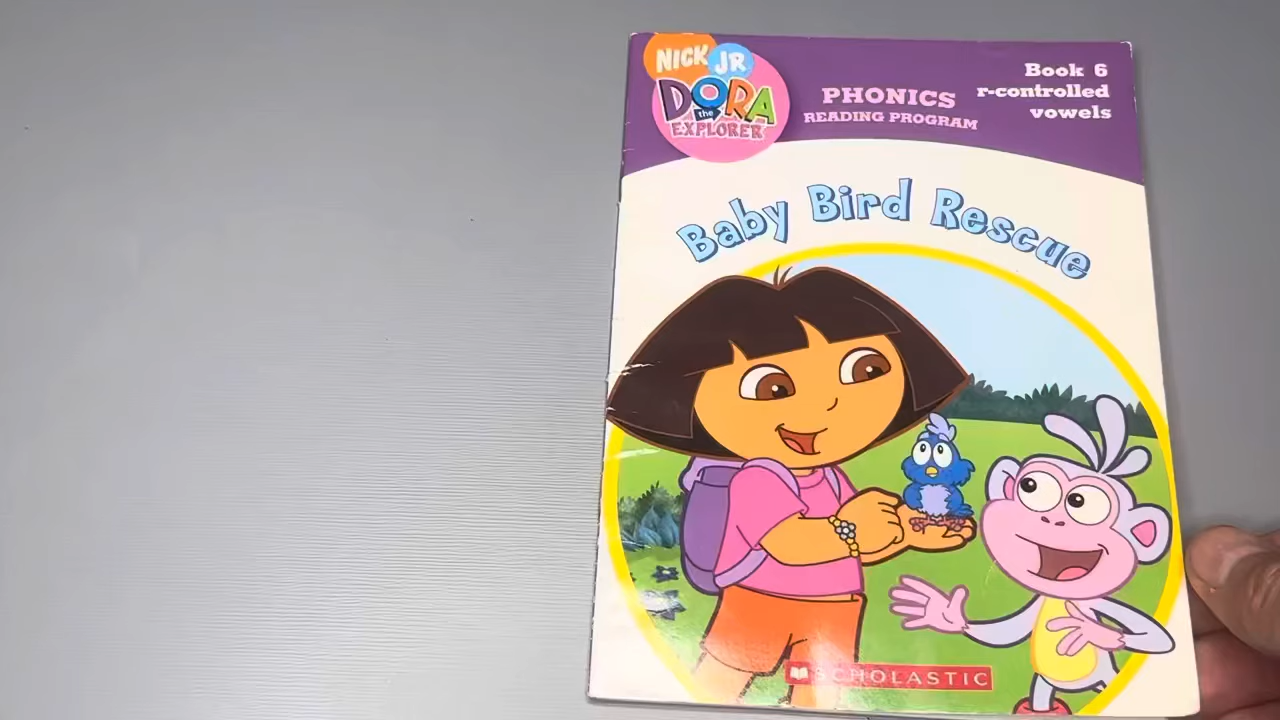 NICK JR
DORA
the
EXPLORER
PHONICS
READING PROGRAM
Book 6
r-controlled
vowels
Baby Bird Rescue
SCHOLASTIC